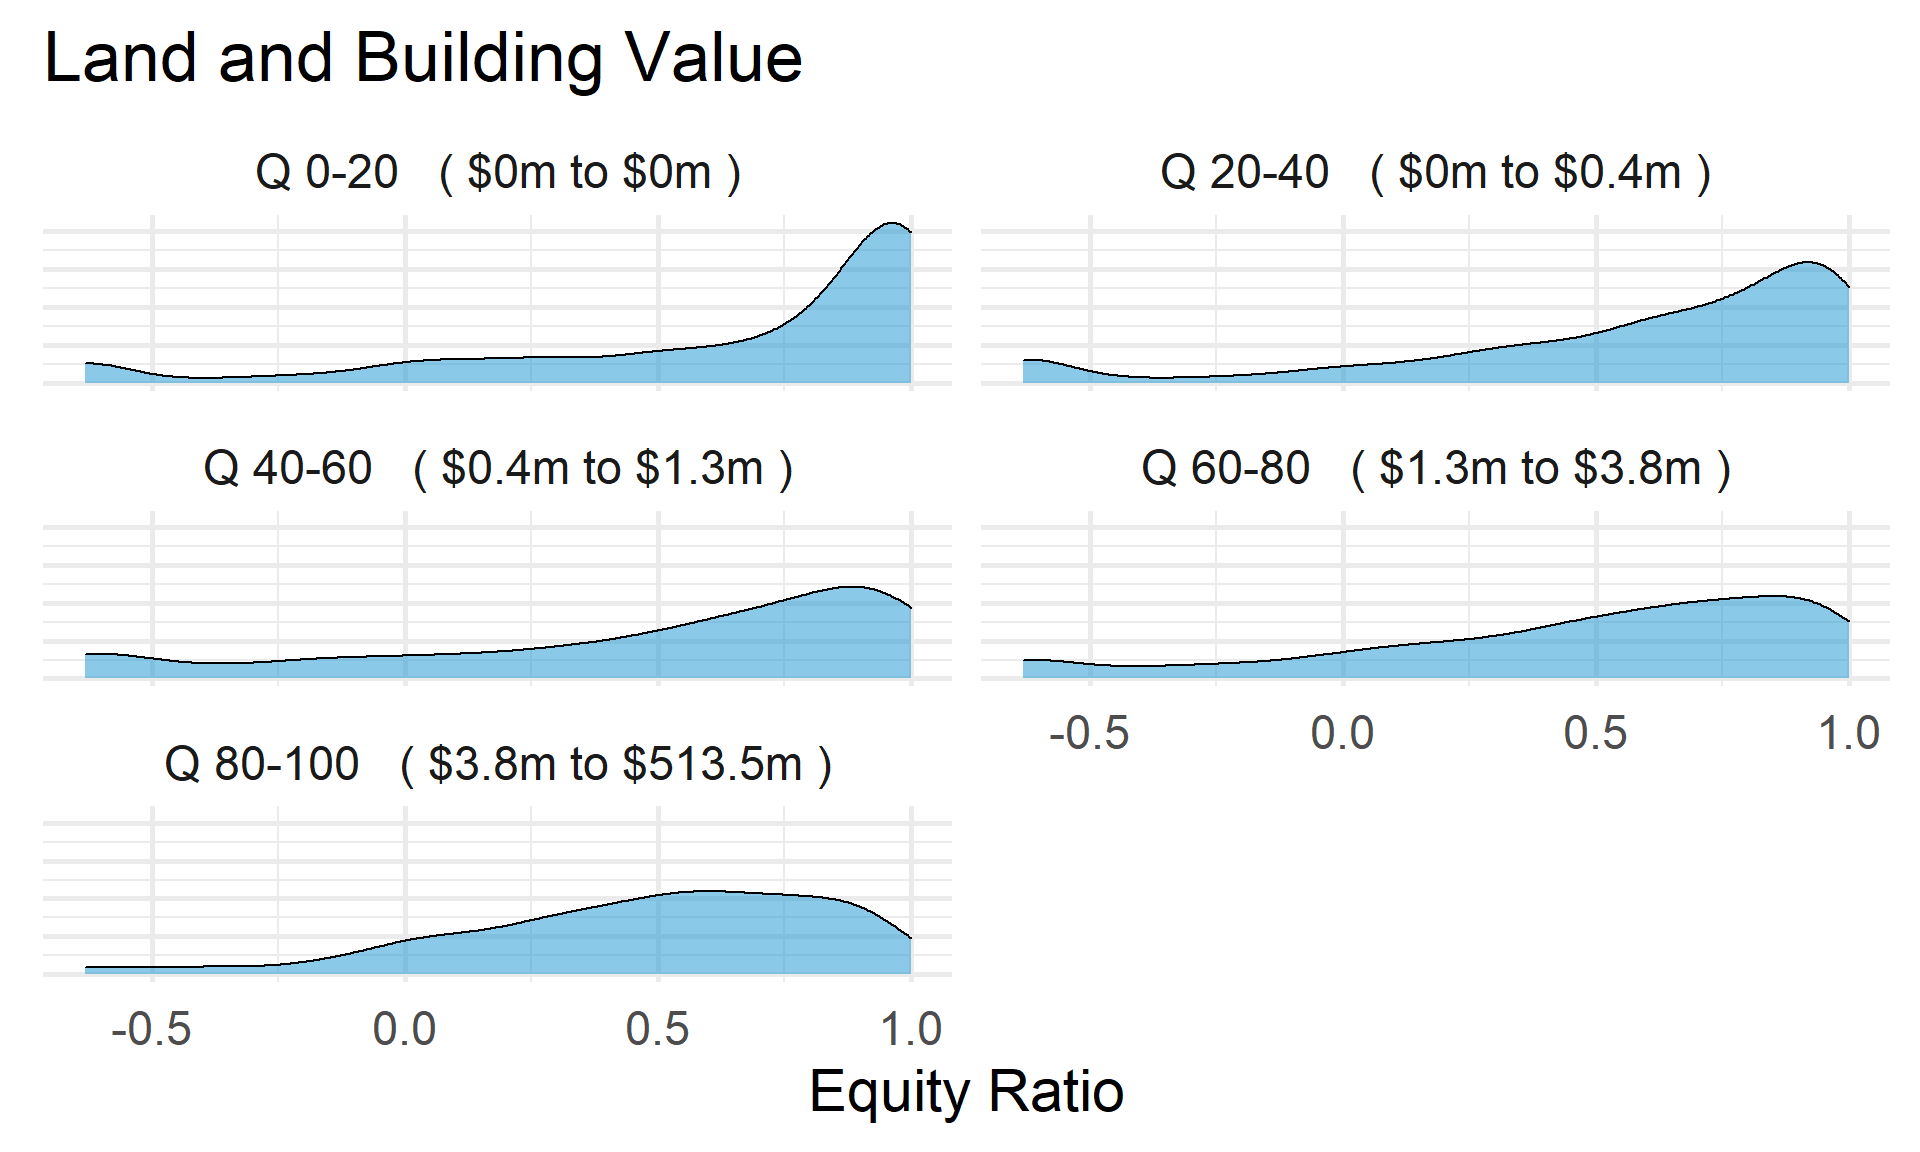 Land and Building Value
Q 0-20 ( $0m to $0m )
Q 20-40 ( $0m to $0.4m )
Q 40-60 ( $0.4m to $1.3m )
Q 60-80 ( $1.3m to $3.8m )
-0.5 0.0 0.5 1.0
Q 80-100 ( $3.8m to $513.5m )
-0.5 0.0 0.5 1.0
Equity Ratio